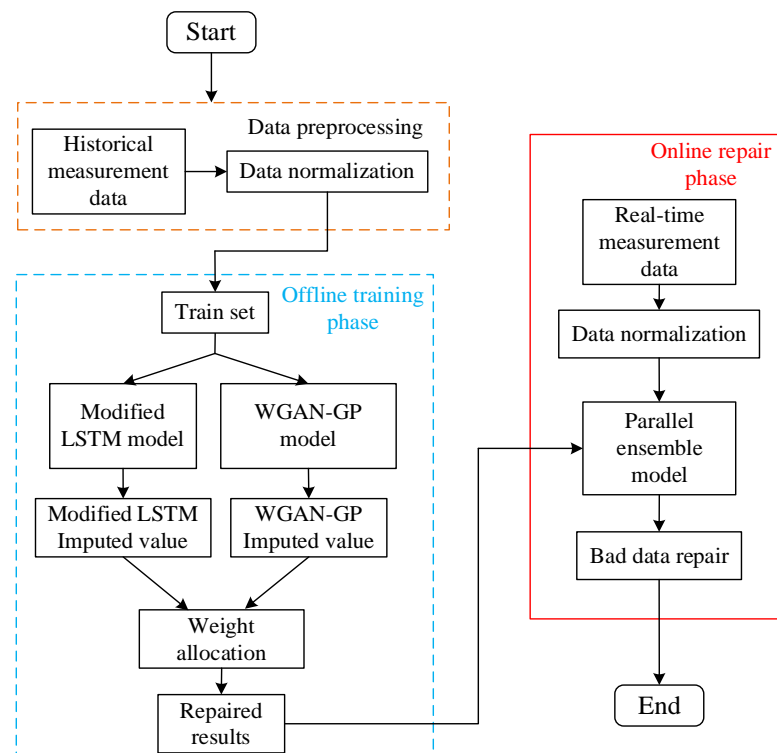 Start
Data preprocessing
Historical
measurement
data
Data normalization
Offline training
phase
Train set
Modified
LSTM model
WGAN-GP
model
Modified LSTM
Imputed value
WGAN-GP
Imputed value
Weight
allocation
Repaired
results
Online repair
phase
Real-time
measurement
data
Data normalization
Parallel
ensemble
model
Bad data repair
End